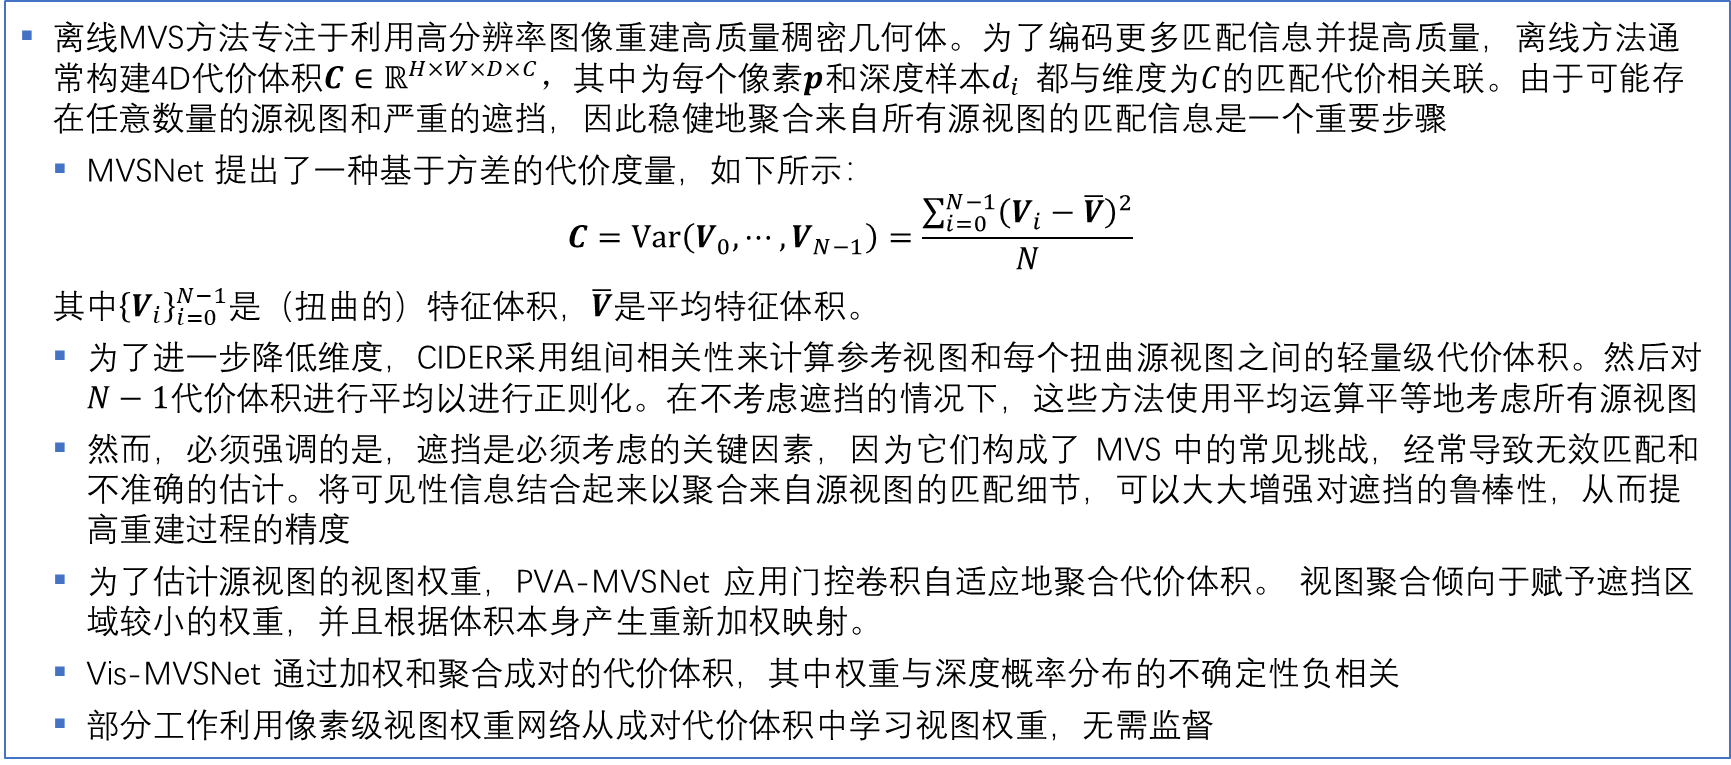 ▪ 离线MVS方法专注于利用高分辨率图像重建高质量稠密几何体。为了编码更多匹配信息并提高质量，离线方法通
常构建4D代价体积𝑪 ∈ ℝ^{H×W×D×C}，其中为每个像素𝒑和深度样本d_i 都与维度为C的匹配代价相关联。由于可能存
在任意数量的源视图和严重的遮挡，因此稳健地聚合来自所有源视图的匹配信息是一个重要步骤
▪ MVSNet 提出了一种基于方差的代价度量，如下所示：
𝑪 = Var(𝑽_0, ⋯ , 𝑽_{N−1}) = \frac{∑_{i=0}^{N−1}(𝑽_i − \bar{𝑽})^2}{N}
其中{𝑽_i}_{i=0}^{N−1}是（扭曲的）特征体积，\bar{𝑽}是平均特征体积。
▪ 为了进一步降低维度，CIDER采用组间相关性来计算参考视图和每个扭曲源视图之间的轻量级代价体积。然后对
N − 1代价体积进行平均以进行正则化。在不考虑遮挡的情况下，这些方法使用平均运算平等地考虑所有源视图
▪ 然而，必须强调的是，遮挡是必须考虑的关键因素，因为它们构成了 MVS 中的常见挑战，经常导致无效匹配和
不准确的估计。将可见性信息结合起来以聚合来自源视图的匹配细节，可以大大增强对遮挡的鲁棒性，从而提
高重建过程的精度
▪ 为了估计源视图的视图权重，PVA-MVSNet 应用门控卷积自适应地聚合代价体积。 视图聚合倾向于赋予遮挡区
域较小的权重，并且根据体积本身产生重新加权映射。
▪ Vis-MVSNet 通过加权和聚合成对的代价体积，其中权重与深度概率分布的不确定性负相关
▪ 部分工作利用像素级视图权重网络从成对代价体积中学习视图权重，无需监督